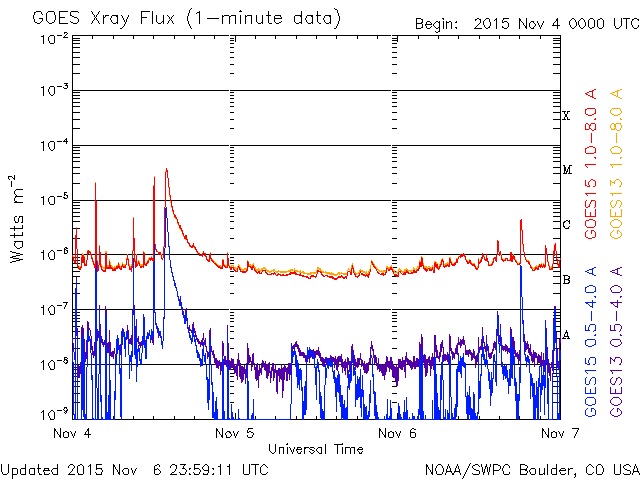 GOES Xray Flux (1-minute data)
Begin: 2015 Nov 4 0000 UTC
10-2
10-3
10-4
10-5
10-6
10-7
10-8
10-9
Watts m-2
X
M
C
B
A
GOES15 1.0-8.0 A
GOES13 1.0-8.0 A
GOES15 0.5-4.0 A
GOES13 0.5-4.0 A
Nov 4
Nov 5
Nov 6
Nov 7
Universal Time
Updated 2015 Nov 6 23:59:11 UTC
NOAA/SWPC Boulder, CO USA